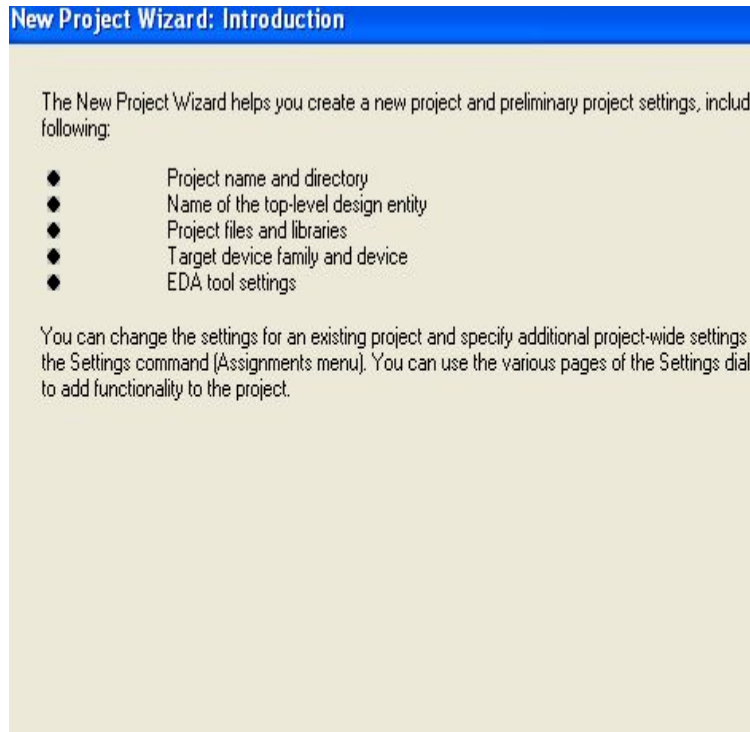 New Project Wizard: Introduction
The New Project Wizard helps you create a new project and preliminary project settings, includ
following:
Project name and directory
Name of the top-level design entity
Project files and libraries
Target device family and device
EDA tool settings
You can change the settings for an existing project and specify additional project-wide settings
the Settings command (Assignments menu). You can use the various pages of the Settings dial
to add functionality to the project.